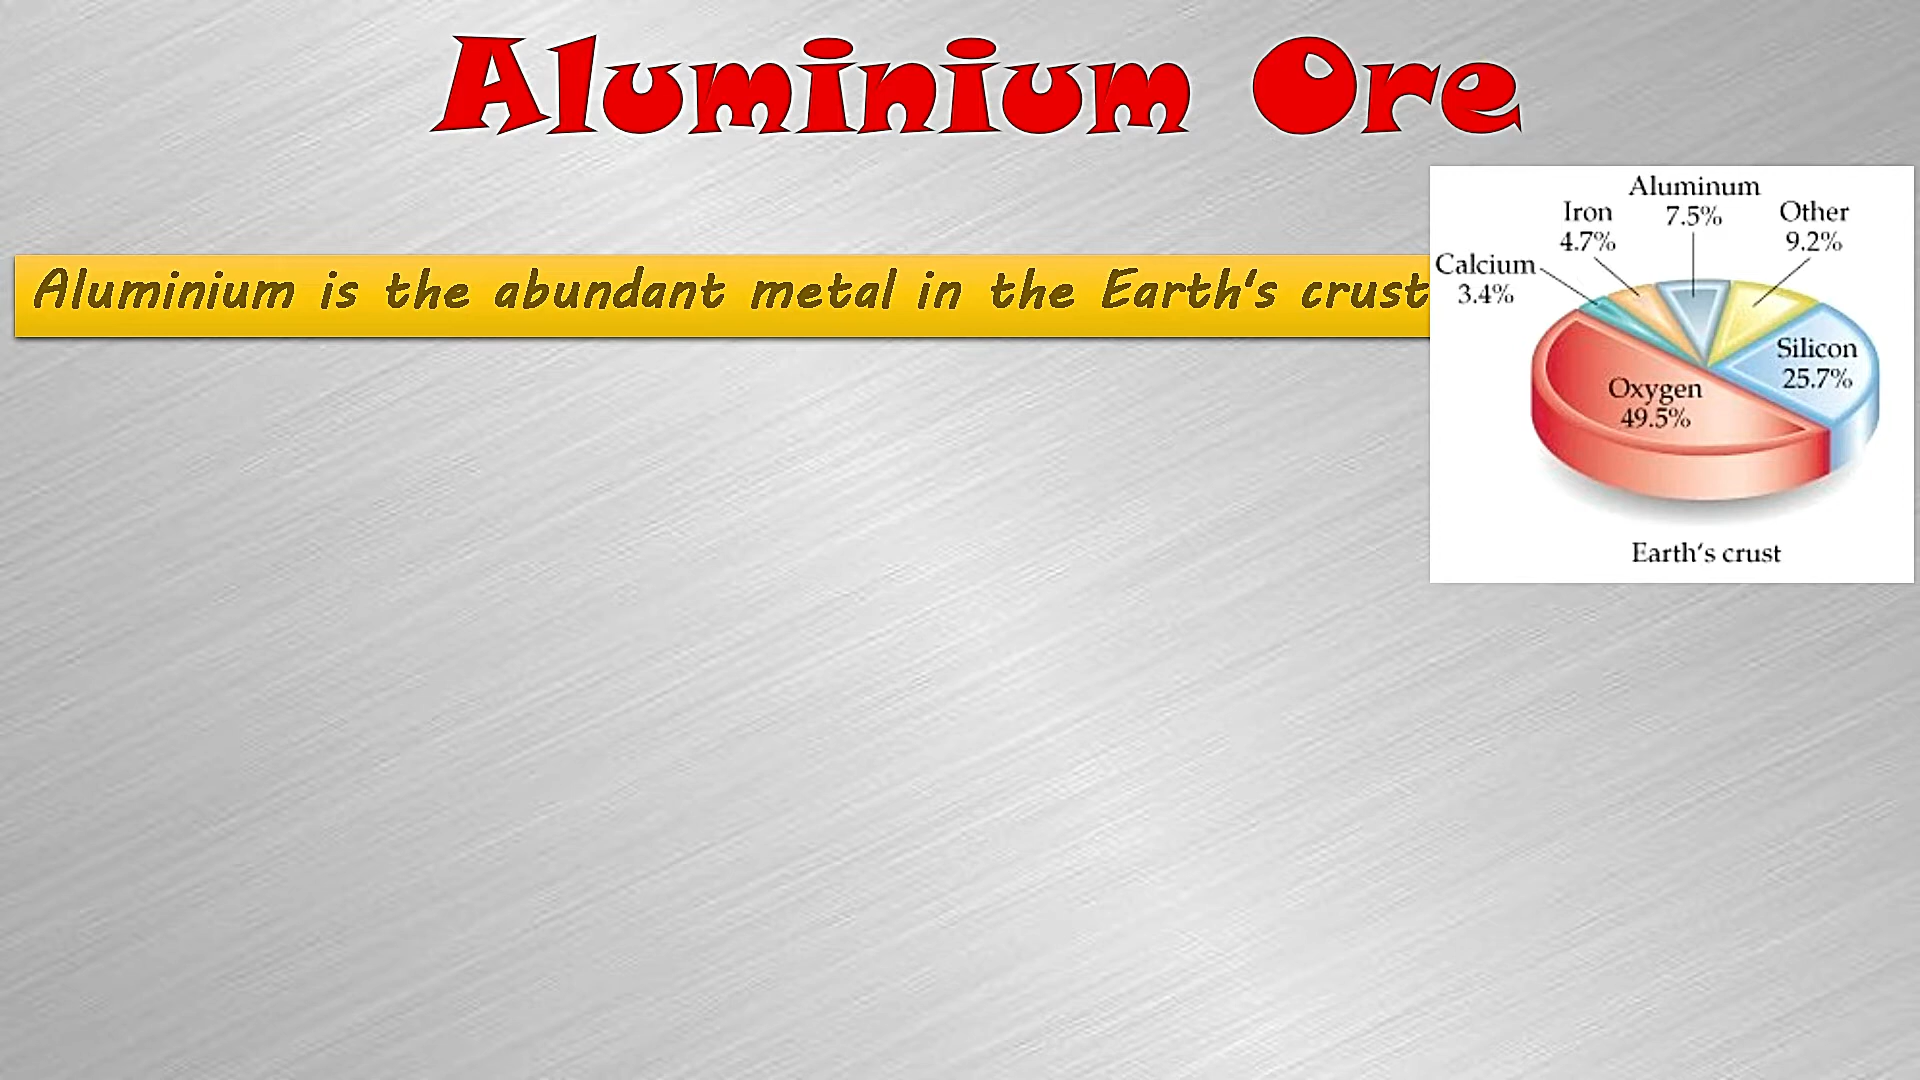 Aluminium Ore
Aluminium is the abundant metal in the Earth's crust
Aluminum
7.5%
Iron
4.7%
Other
9.2%
Calcium
3.4%
Silicon
25.7%
Oxygen
49.5%
Earth's crust